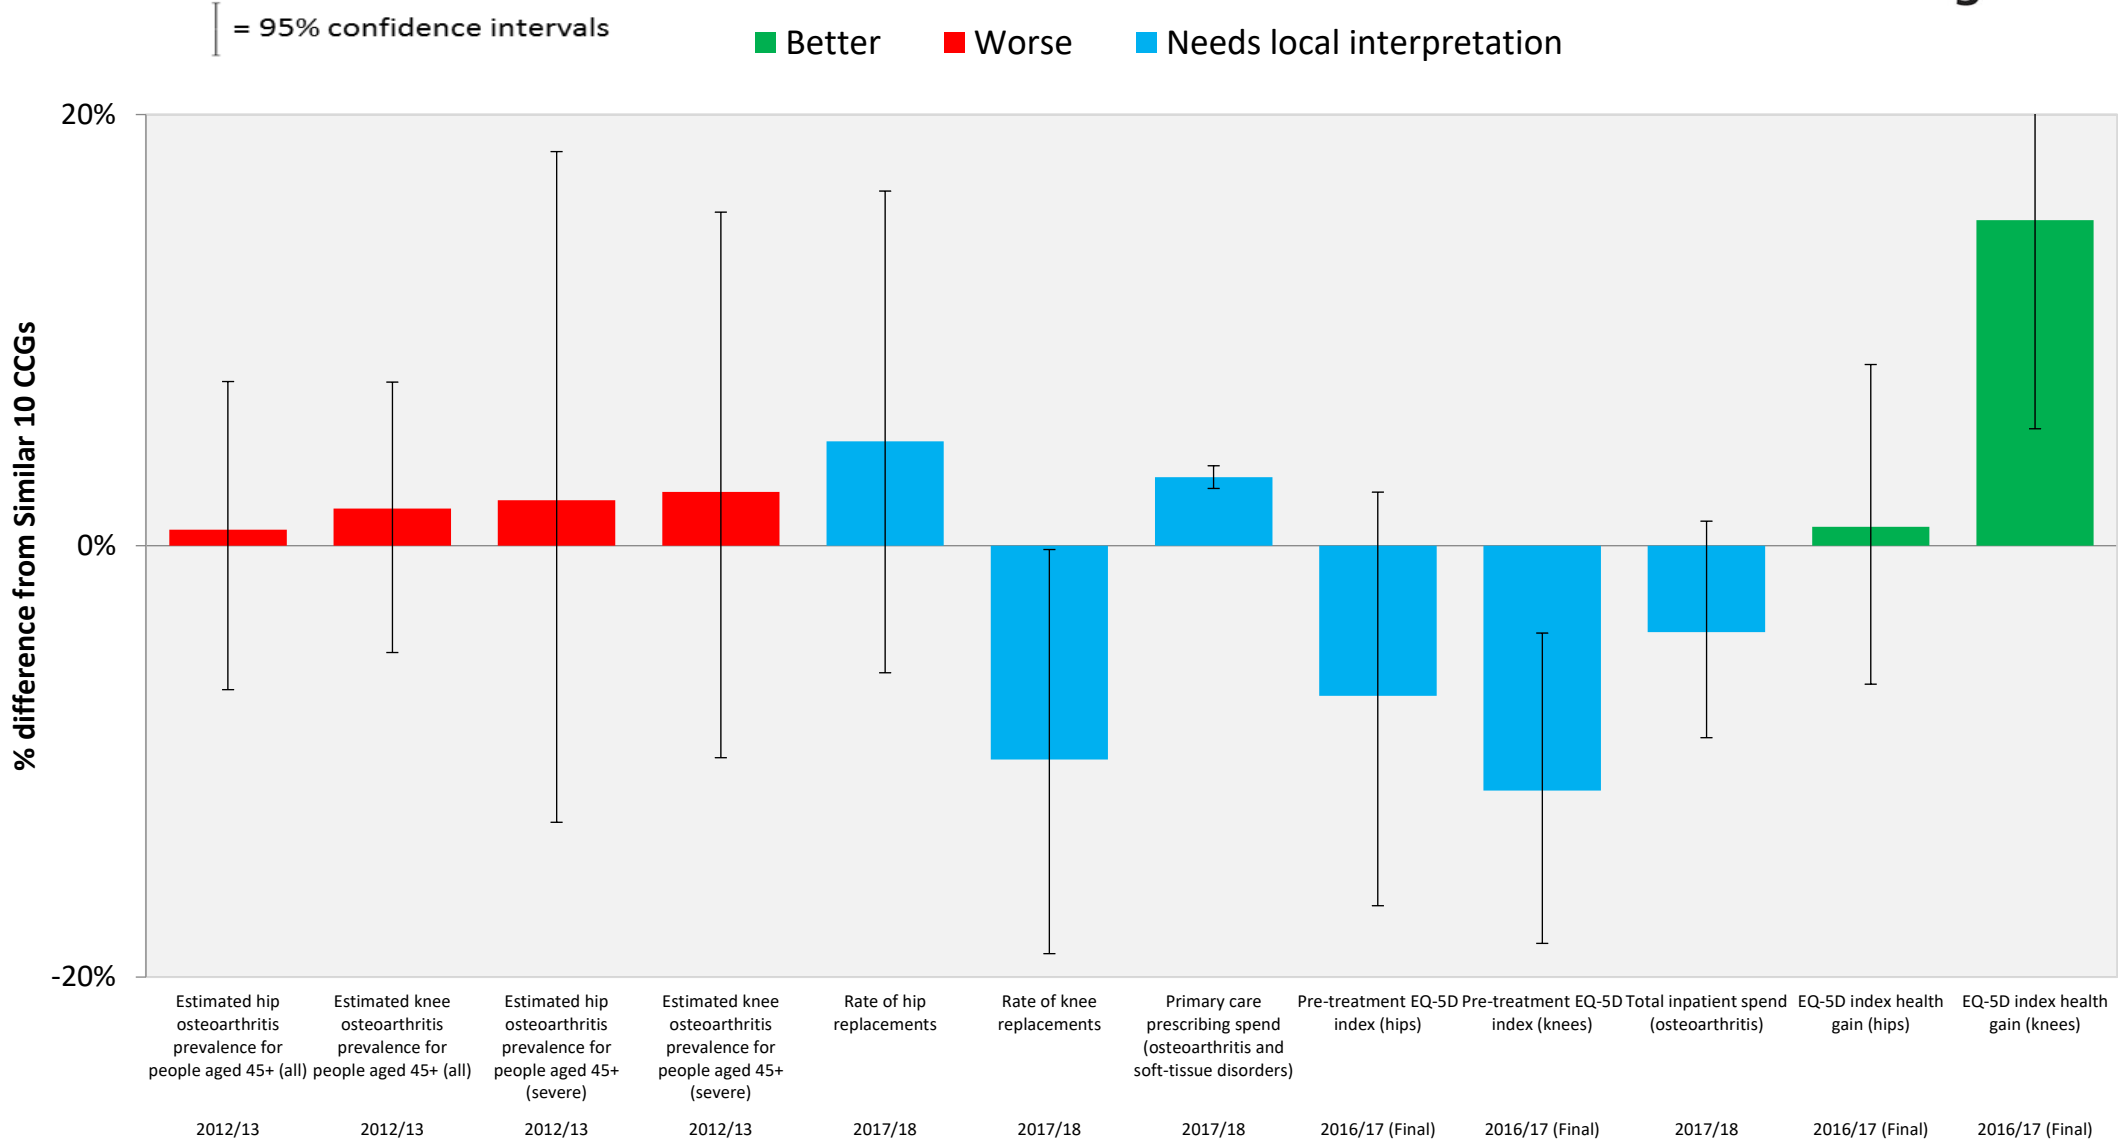 = 95% confidence intervals
Better
Worse
Needs local interpretation
% difference from Similar 10 CCGs
20%
0%
-20%
Estimated hip
osteoarthritis
prevalence for
people aged 45+ (all)
2012/13
Estimated knee
osteoarthritis
prevalence for
people aged 45+ (all)
2012/13
Estimated hip
osteoarthritis
prevalence for
people aged 45+
(severe)
2012/13
Estimated knee
osteoarthritis
prevalence for
people aged 45+
(severe)
2012/13
Rate of hip
replacements
2017/18
Rate of knee
replacements
2017/18
Primary care
prescribing spend
(osteoarthritis and
soft-tissue disorders)
2017/18
Pre-treatment EQ-5D
index (hips)
2016/17 (Final)
Pre-treatment EQ-5D
index (knees)
2016/17 (Final)
Total inpatient spend
(osteoarthritis)
2017/18
EQ-5D index health
gain (hips)
2016/17 (Final)
EQ-5D index health
gain (knees)
2016/17 (Final)